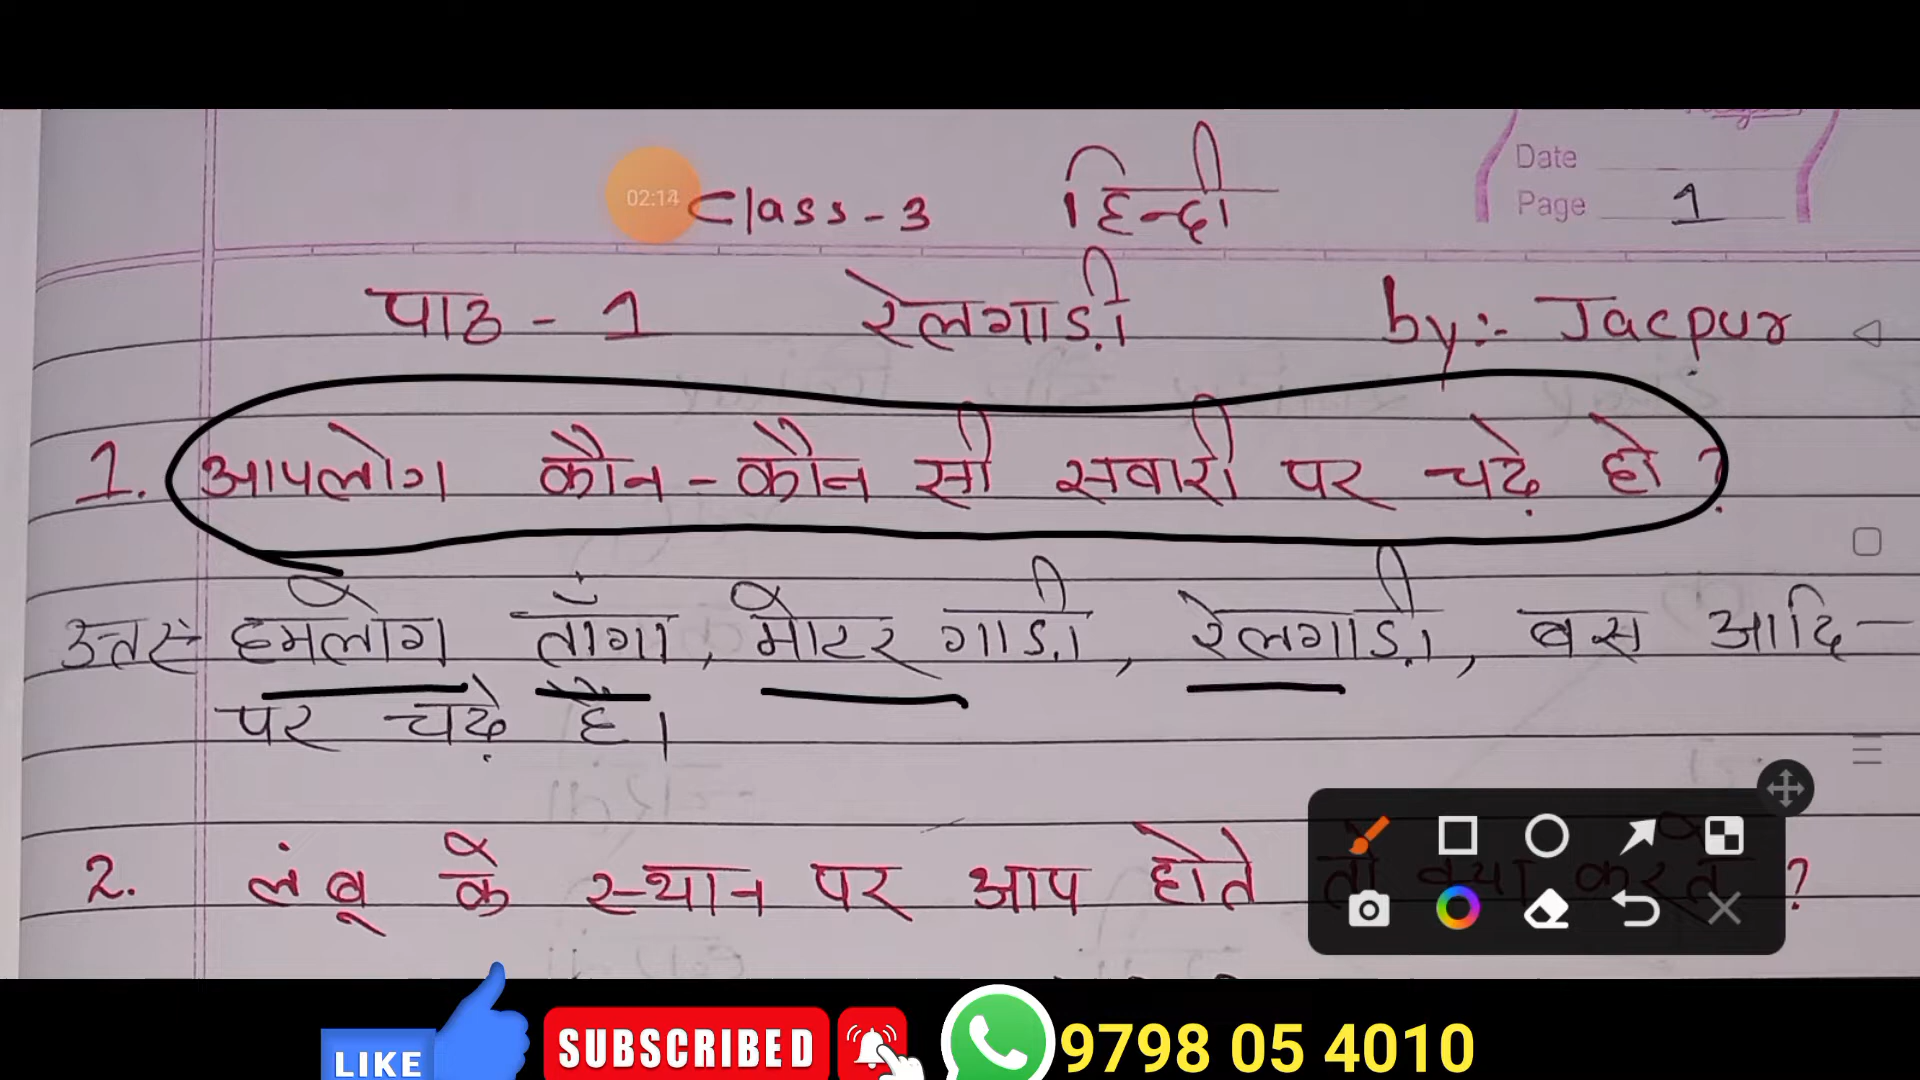 Date
02:14 Class - 3 हिन्दी Page 1
पाठ - 1 रेलगाड़ी by:- Jacpur
1. आपलोग कौन - कौन सी सवारी पर चढ़े हो ?
उत्तरः हमलोग ताँगा, मोटर गाड़ी, रेलगाड़ी, बस आदि -
पर चढ़े हैं।
2. लंबू के स्थान पर आप होते तो क्या करते ?
LIKE SUBSCRIBED 9798 05 4010